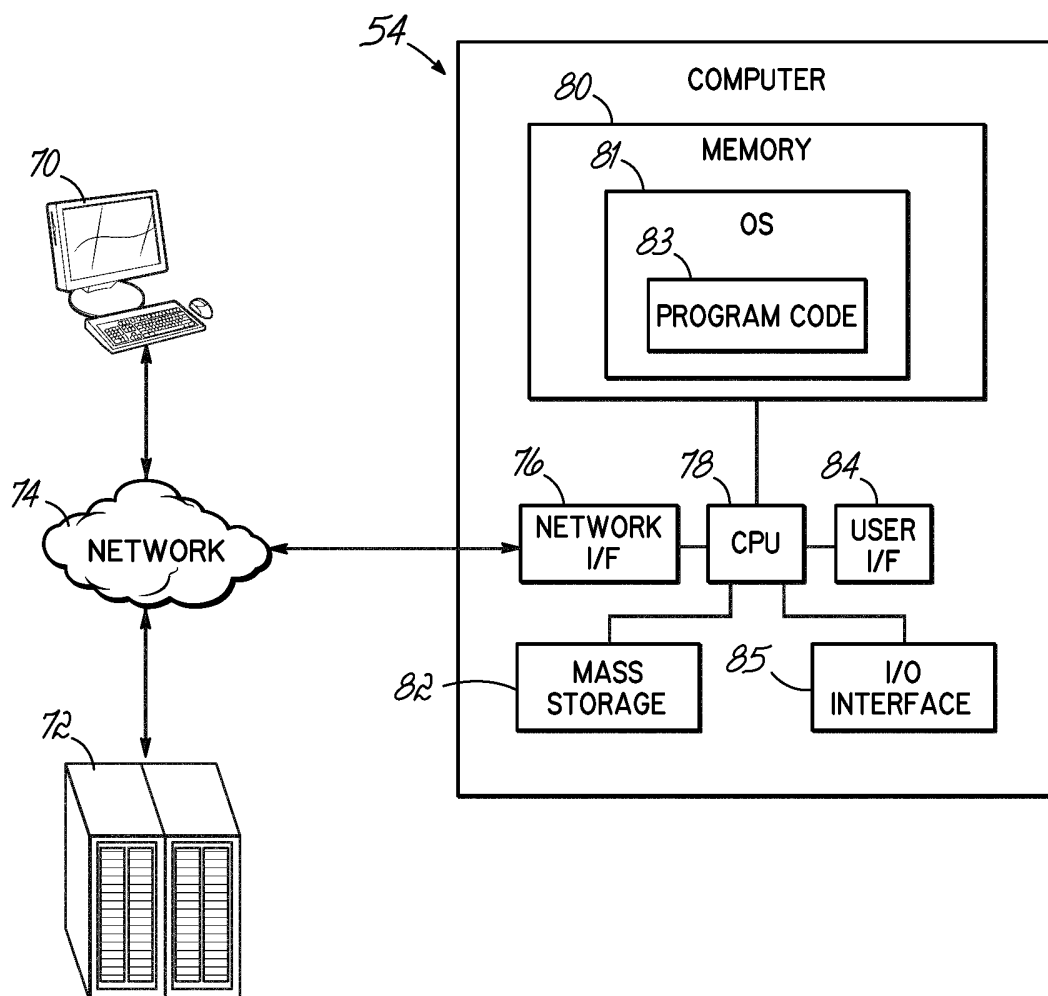 54
COMPUTER
80
MEMORY
81
OS
83
PROGRAM CODE
70
74
NETWORK
76
NETWORK
I/F
78
CPU
84
USER
I/F
82
MASS
STORAGE
85
I/O
INTERFACE
72